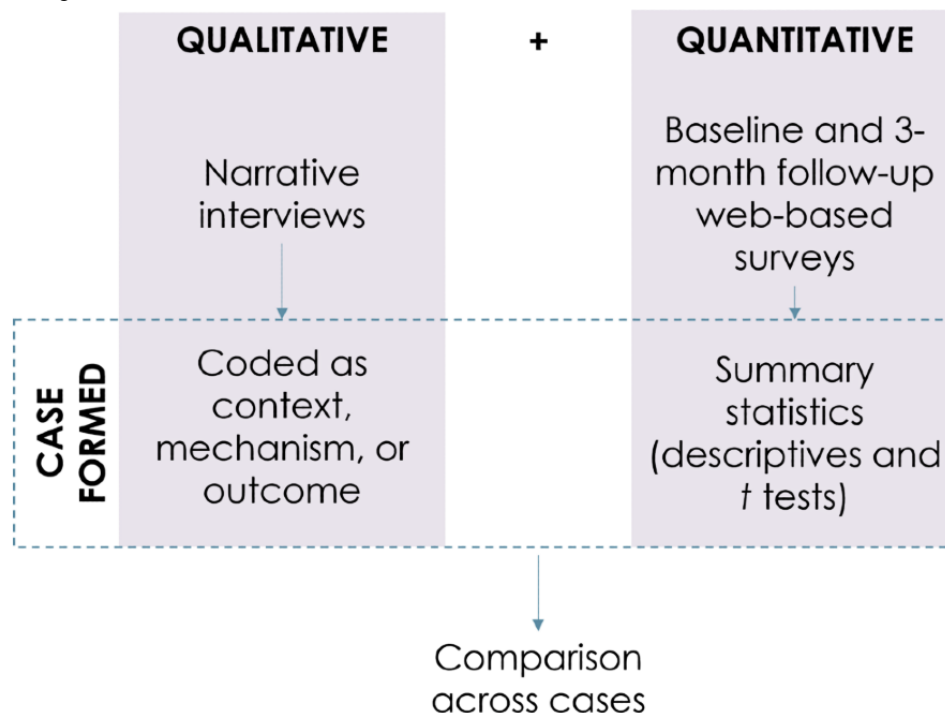 QUALITATIVE + QUANTITATIVE
Narrative
interviews
Baseline and 3-
month follow-up
web-based
surveys
CASE
FORMED
Coded as
context,
mechanism, or
outcome
Summary
statistics
(descriptives and
t tests)
Comparison
across cases